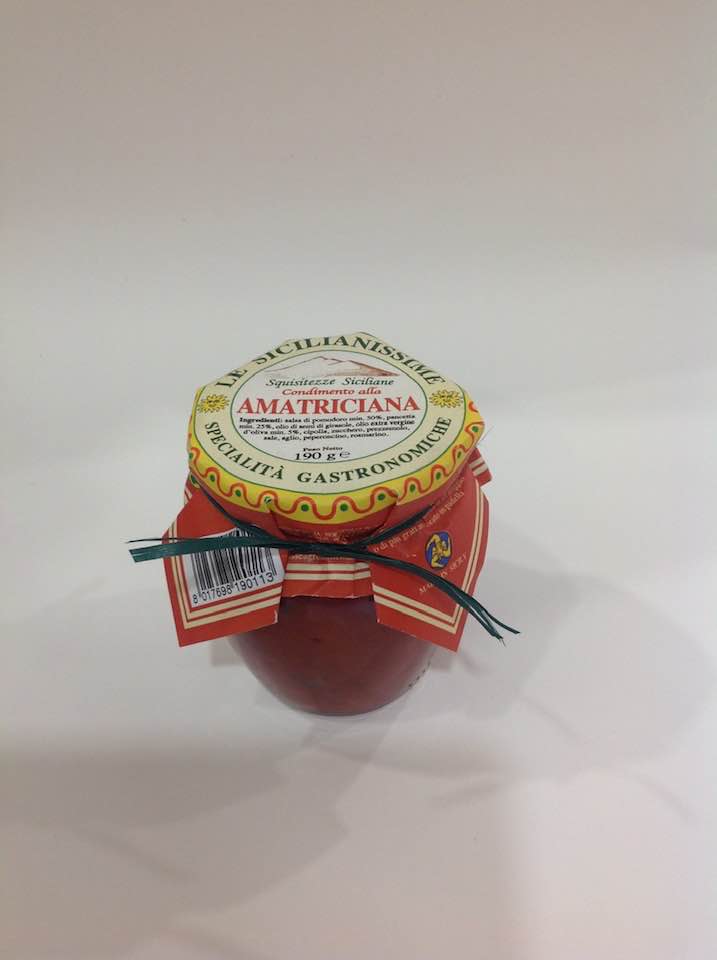 LE SICILIANISSIME
Squisitezze Siciliane
Condimento alla
AMATRICIANA
Ingredienti: salsa di pomodoro min. 50%, pancetta
min. 25%, olio di semi di girasole, olio extra vergine
d'oliva min. 5%, cipolla, zucchero, prezzemolo,
sale, aglio, peperoncino, rosmarino.
Peso Netto
190 g e
SPECIALITÀ GASTRONOMICHE
8 017698 190113